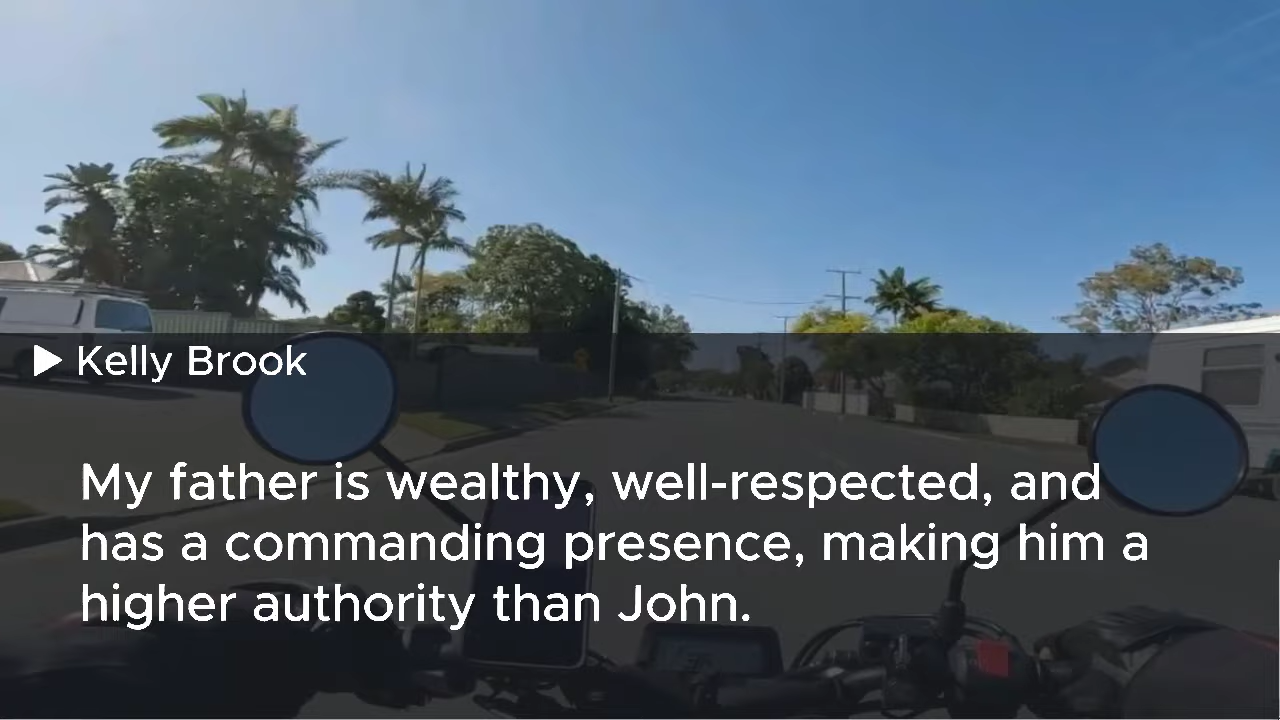 ▶ Kelly Brook
My father is wealthy, well-respected, and
has a commanding presence, making him a
higher authority than John.